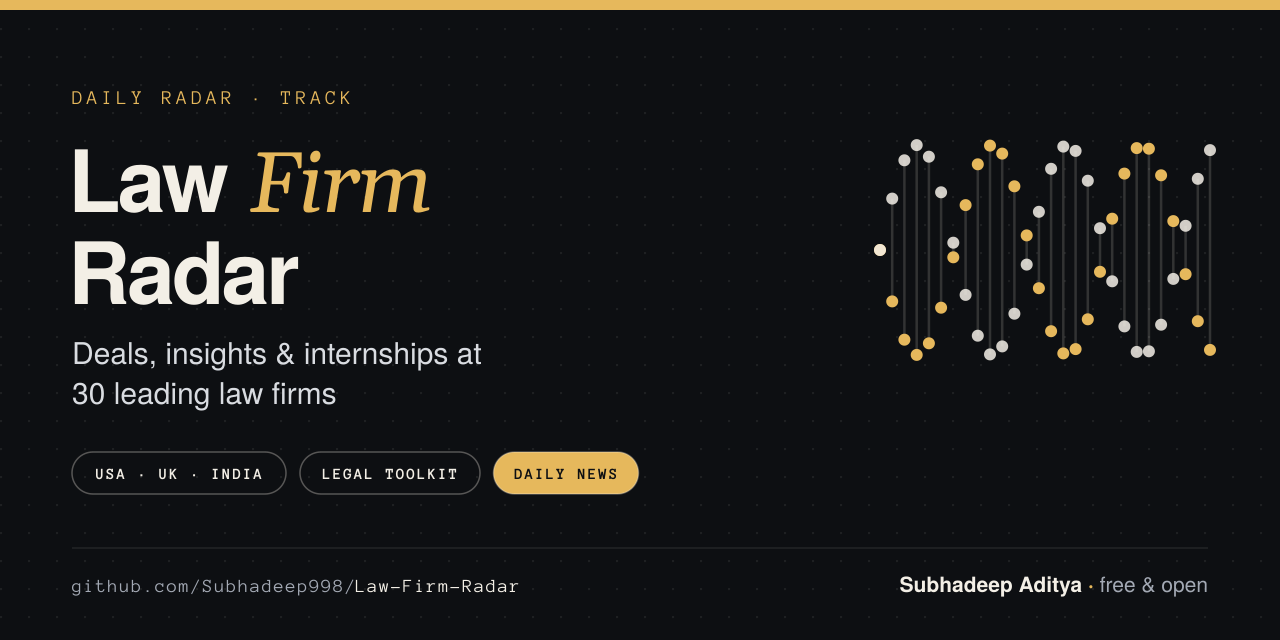 DAILY RADAR · TRACK
Law Firm
Radar
Deals, insights & internships at
30 leading law firms
USA · UK · INDIA
LEGAL TOOLKIT
DAILY NEWS
github.com/Subhadeep998/Law-Firm-Radar
Subhadeep Aditya · free & open